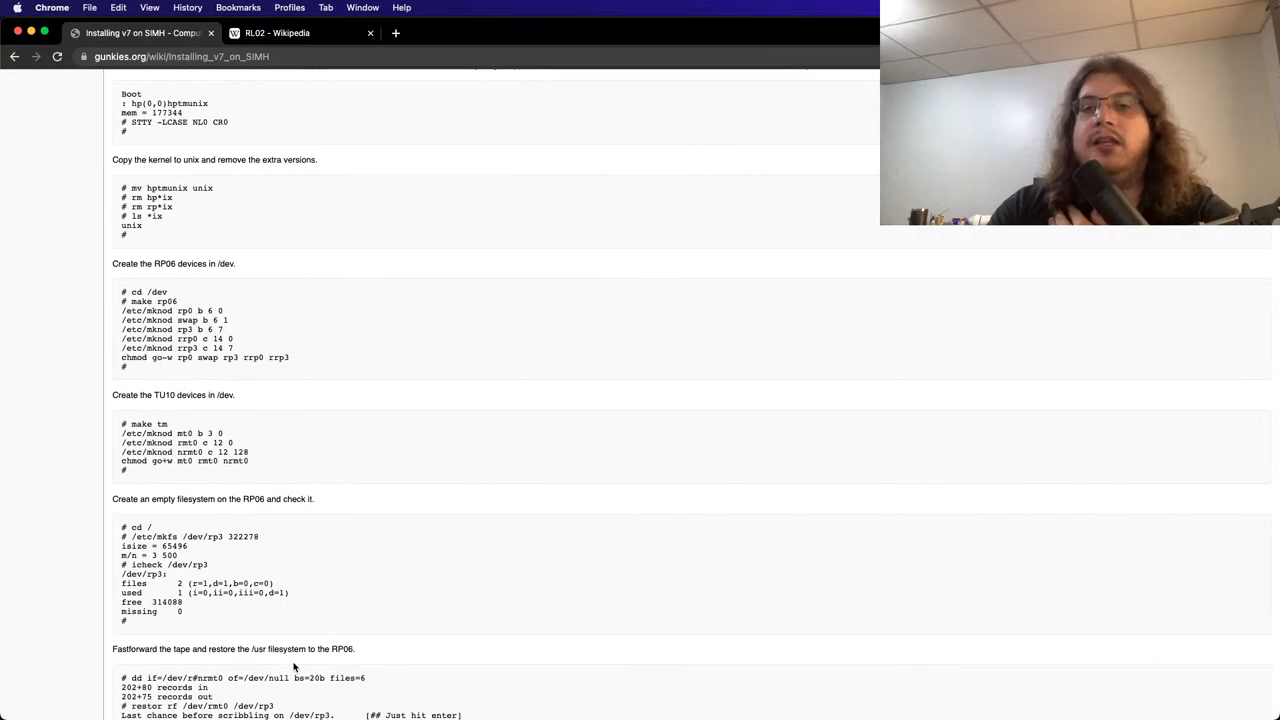 Chrome File Edit View History Bookmarks Profiles Tab Window Help
Installing v7 on SIMH - Compu
RL02 - Wikipedia
gunkies.org/wiki/Installing_v7_on_SIMH
Boot
: hp(0,0)hptmunix
mem = 177344
# STTY -LCASE NL0 CR0
#
Copy the kernel to unix and remove the extra versions.
# mv hptmunix unix
# rm hp*ix
# rm rp*ix
# ls *ix
unix
#
Create the RP06 devices in /dev.
# cd /dev
# make rp06
/etc/mknod rp0 b 6 0
/etc/mknod swap b 6 1
/etc/mknod rp3 b 6 7
/etc/mknod rrp0 c 14 0
/etc/mknod rrp3 c 14 7
chmod go-w rp0 swap rp3 rrp0 rrp3
#
Create the TU10 devices in /dev.
# make tm
/etc/mknod mt0 b 3 0
/etc/mknod rmt0 c 12 0
/etc/mknod nrmt0 c 12 128
chmod go+w mt0 rmt0 nrmt0
#
Create an empty filesystem on the RP06 and check it.
# cd /
# /etc/mkfs /dev/rp3 322278
isize = 65496
m/n = 3 500
# icheck /dev/rp3
/dev/rp3:
files 2 (r=1,d=1,b=0,c=0)
used 1 (i=0,ii=0,iii=0,d=1)
free 314088
missing 0
#
Fastforward the tape and restore the /usr filesystem to the RP06.
# dd if=/dev/r#nrmt0 of=/dev/null bs=20b files=6
202+80 records in
202+75 records out
# restor rf /dev/rmt0 /dev/rp3
Last chance before scribbling on /dev/rp3. [## Just hit enter]